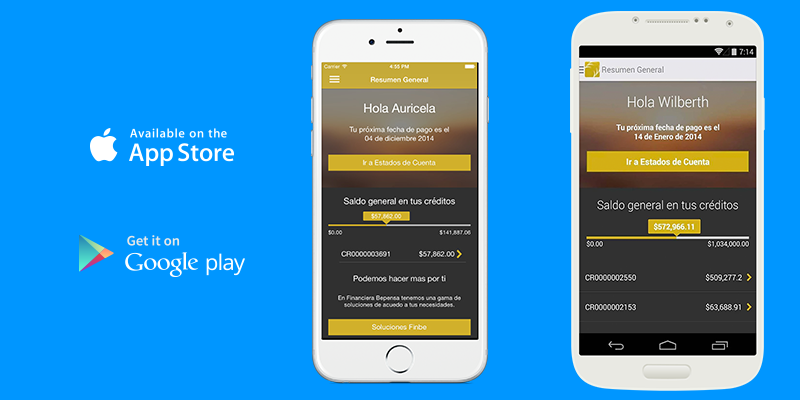 Available on the
App Store
Get it on
Google play
Carrier
4:55 PM
Resumen General
Hola Auricela
Tu próxima fecha de pago es el
04 de diciembre 2014
Ir a Estados de Cuenta
Saldo general en tus créditos
$57,862.00
$0.00
$141,887.06
CR0000003691
$57,862.00
Podemos hacer mas por ti
En Financiera Bepensa tenemos una gama de
soluciones de acuerdo a tus necesidades.
Soluciones Finbe
7:14
Resumen General
Hola Wilberth
Tu próxima fecha de pago es el
14 de Enero de 2014
Ir a Estados de Cuenta
Saldo general en tus créditos
$572,966.11
$0.00
$1,034,000.00
CR0000002550
$509,277.2
CR0000002153
$63,688.91